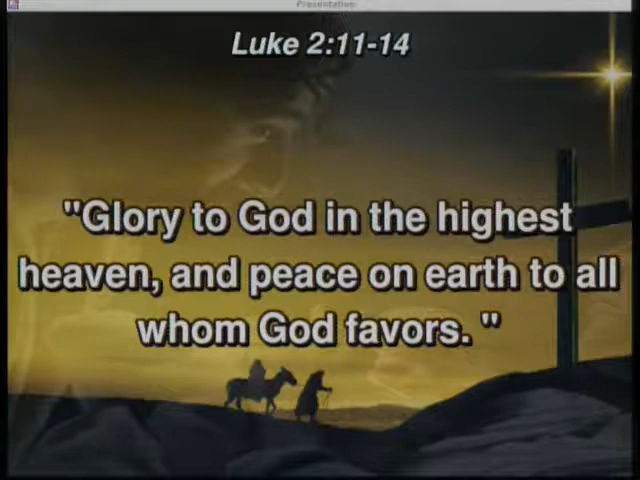 Presentation
Luke 2:11-14
"Glory to God in the highest
heaven, and peace on earth to all
whom God favors. "